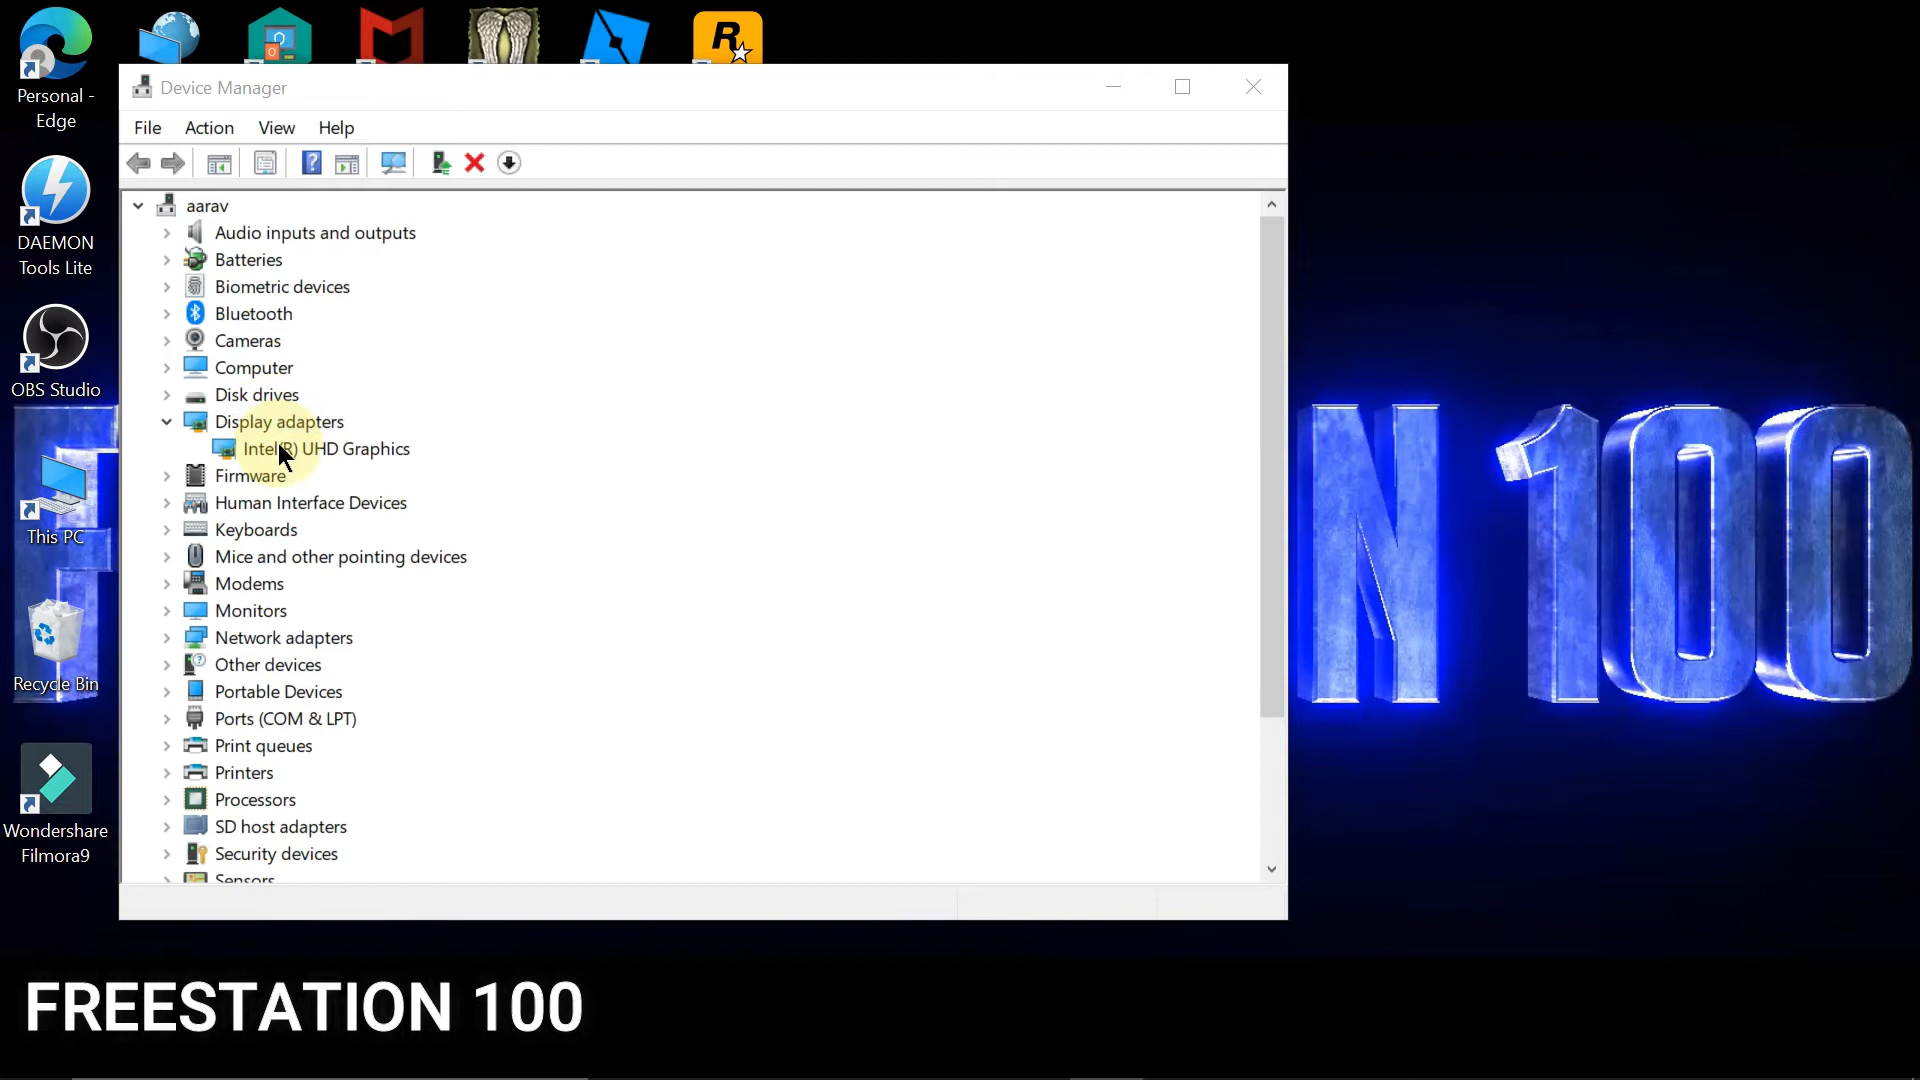 Personal -
Edge
DAEMON
Tools Lite
OBS Studio
This PC
Recycle Bin
Wondershare
Filmora9
R
Device Manager
File Action View Help
aarav
Audio inputs and outputs
Batteries
Biometric devices
Bluetooth
Cameras
Computer
Disk drives
Display adapters
Intel(R) UHD Graphics
Firmware
Human Interface Devices
Keyboards
Mice and other pointing devices
Modems
Monitors
Network adapters
Other devices
Portable Devices
Ports (COM & LPT)
Print queues
Printers
Processors
SD host adapters
Security devices
Sensors
F
N 100
FREESTATION 100